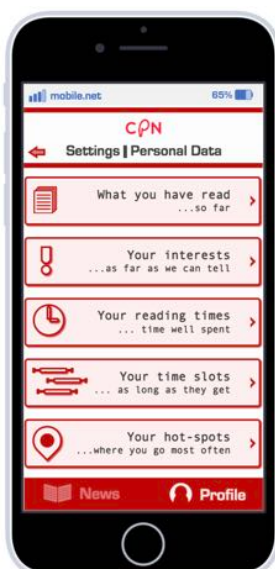 mobile.net 65%
CPN
Settings | Personal Data
What you have read
...so far
Your interests
...as far as we can tell
Your reading times
... time well spent
Your time slots
... as long as they get
Your hot-spots
...where you go most often
News Profile